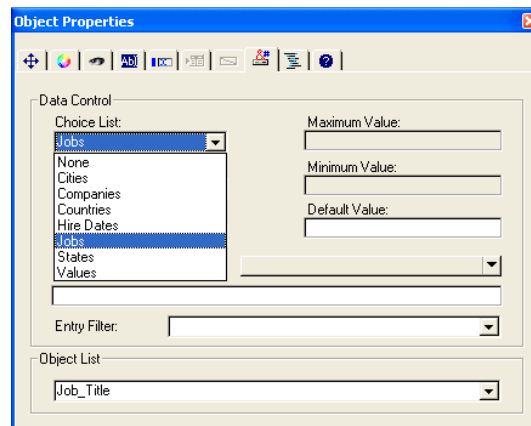 Object Properties
Data Control
Choice List:
Jobs
None
Cities
Companies
Countries
Hire Dates
Jobs
States
Values
Maximum Value:
Minimum Value:
Default Value:
Entry Filter:
Object List
Job_Title